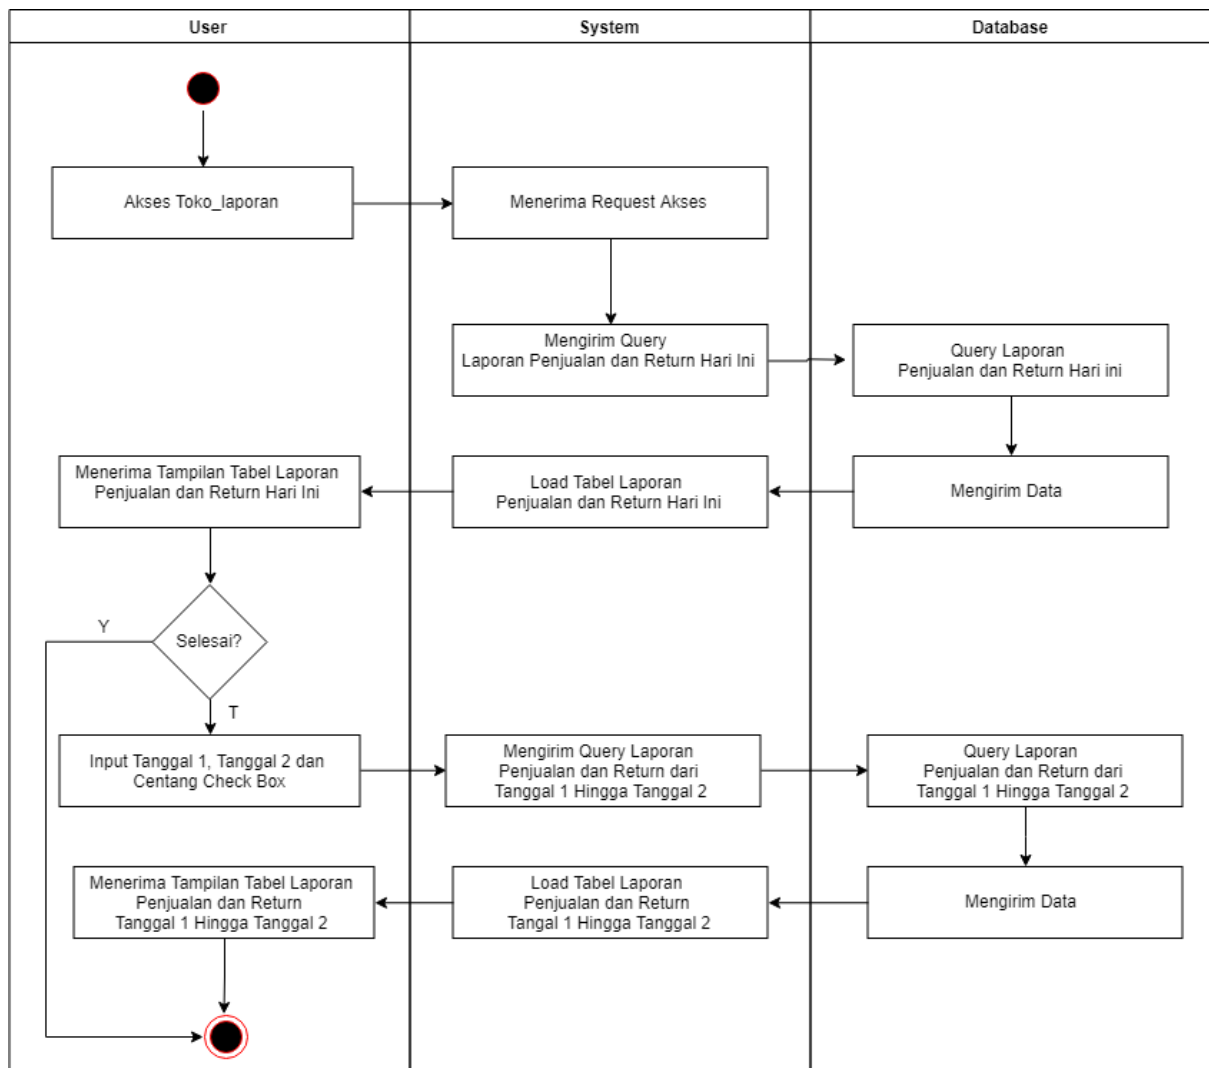 User
System
Database
Akses Toko_laporan
Menerima Request Akses
Mengirim Query
Laporan Penjualan dan Return Hari Ini
Query Laporan
Penjualan dan Return Hari ini
Menerima Tampilan Tabel Laporan
Penjualan dan Return Hari Ini
Load Tabel Laporan
Penjualan dan Return Hari Ini
Mengirim Data
Selesai?
Y
T
Input Tanggal 1, Tanggal 2 dan
Centang Check Box
Mengirim Query Laporan
Penjualan dan Return dari
Tanggal 1 Hingga Tanggal 2
Query Laporan
Penjualan dan Return dari
Tanggal 1 Hingga Tanggal 2
Menerima Tampilan Tabel Laporan
Penjualan dan Return
Tanggal 1 Hingga Tanggal 2
Load Tabel Laporan
Penjualan dan Return
Tangal 1 Hingga Tanggal 2
Mengirim Data